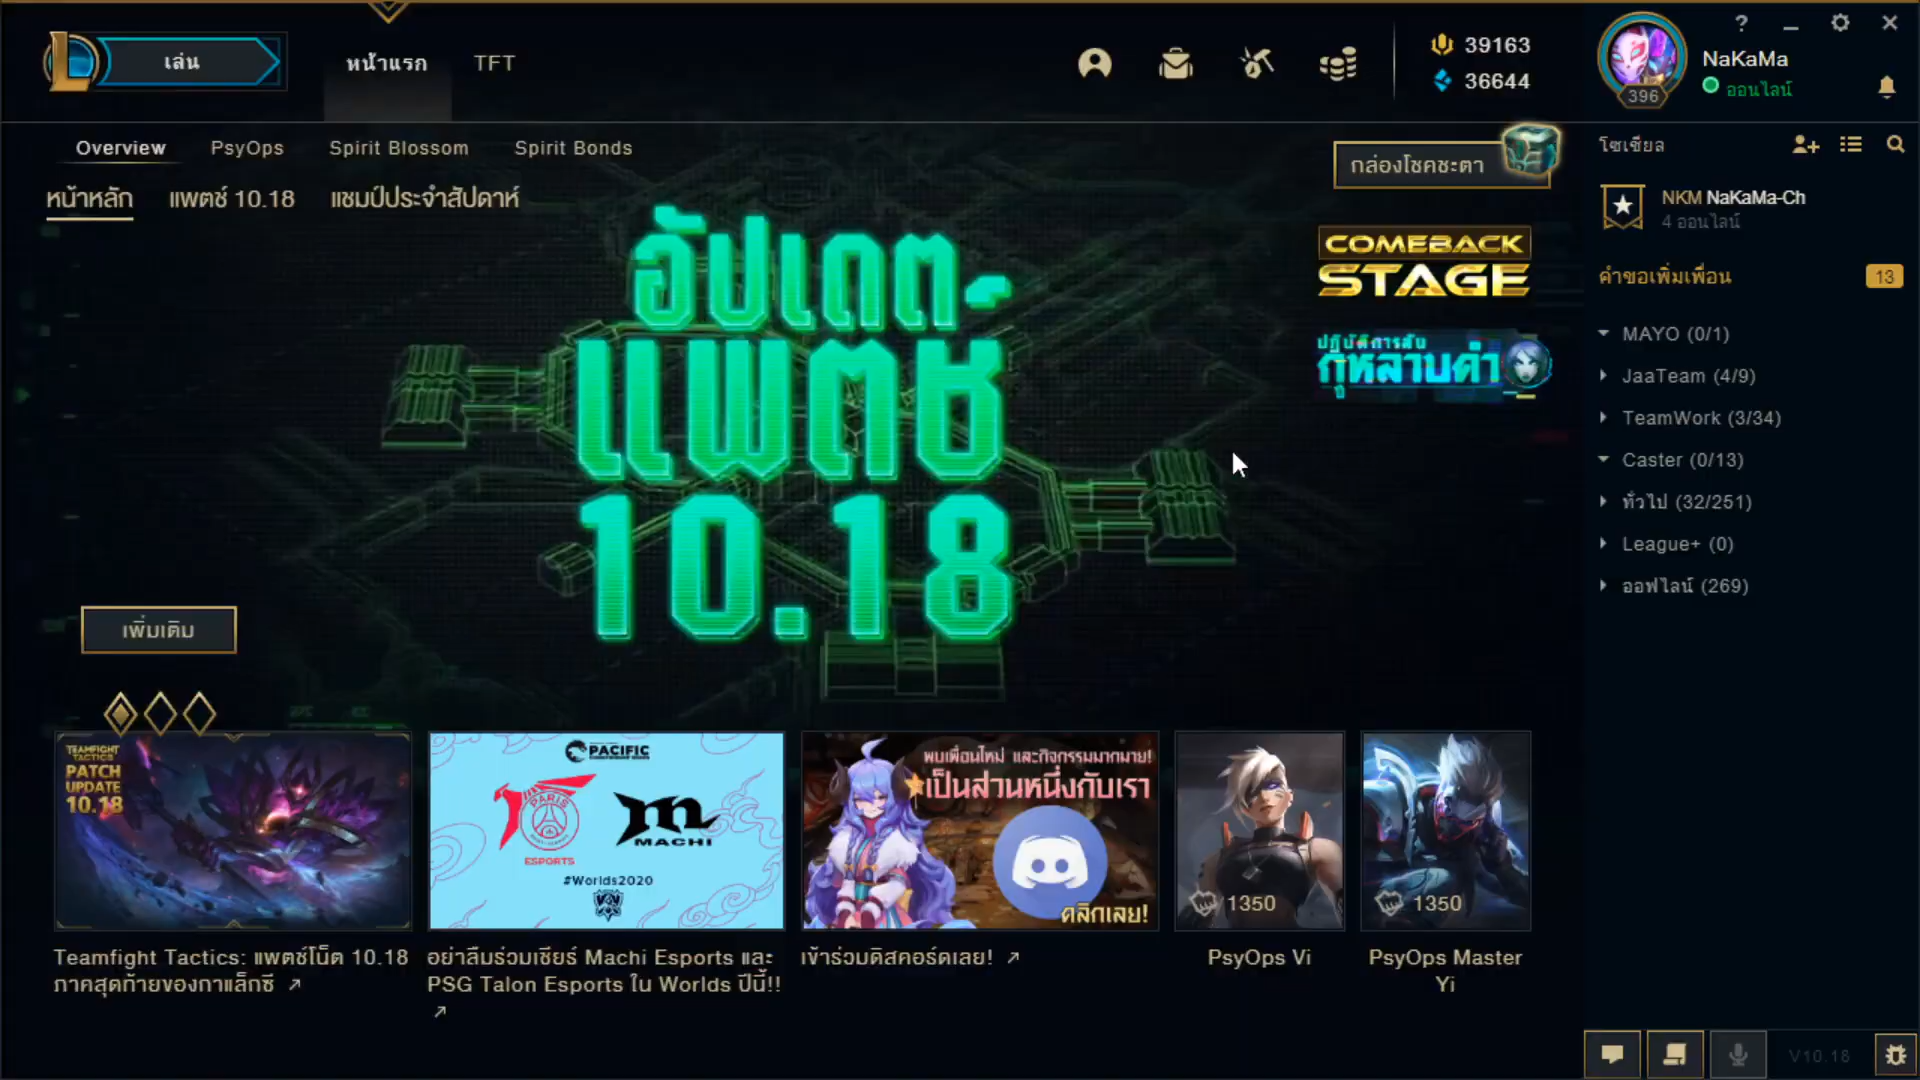 เล่น
หน้าแรก
TFT
39163
36644
396
NaKaMa
ออนไลน์
?
Overview
PsyOps
Spirit Blossom
Spirit Bonds
กล่องโชคชะตา
หน้าหลัก
แพตช์ 10.18
แชมป์ประจำสัปดาห์
COMEBACK
STAGE
ปฏิบัติการลับ
กุหลาบดำ
อัปเดต
แพตช์
10.18
เพิ่มเติม
โซเชียล
NKM NaKaMa-Ch
4 ออนไลน์
คำขอเพิ่มเพื่อน
13
MAYO (0/1)
JaaTeam (4/9)
TeamWork (3/34)
Caster (0/13)
ทั่วไป (32/251)
League+ (0)
ออฟไลน์ (269)
TEAMFIGHT
TACTICS
PATCH
UPDATE
10.18
Teamfight Tactics: แพตช์โน้ต 10.18
ภาคสุดท้ายของกาแล็กซี
PACIFIC
PARIS
ESPORTS
MACHI
#Worlds2020
อย่าลืมร่วมเชียร์ Machi Esports และ
PSG Talon Esports ใน Worlds ปีนี้!!
พบเพื่อนใหม่ และกิจกรรมมากมาย!
เป็นส่วนหนึ่งกับเรา
คลิกเลย!
เข้าร่วมดิสคอร์ดเลย!
1350
PsyOps Vi
1350
PsyOps Master
Yi
V10.18